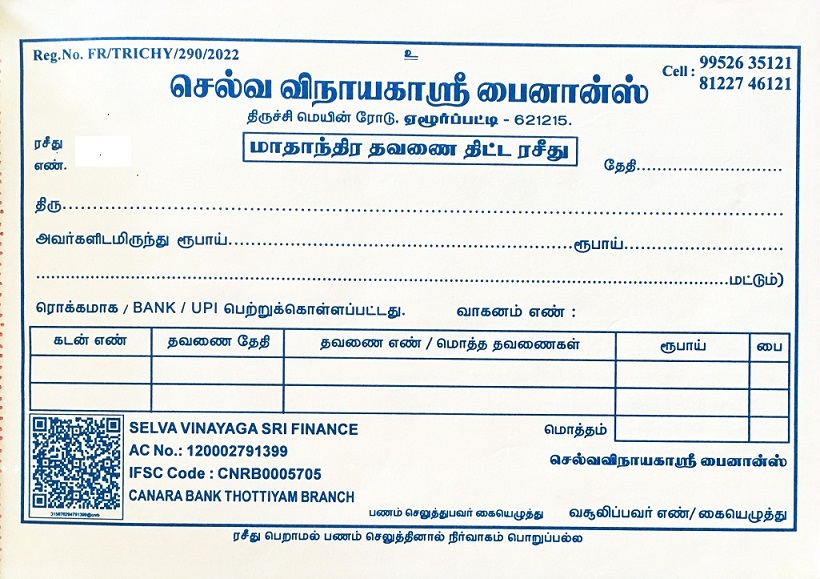 Reg.No. FR/TRICHY/290/2022
உ
Cell : 99526 35121
81227 46121
செல்வ விநாயகாஸ்ரீ பைனான்ஸ்
திருச்சி மெயின் ரோடு, ஏமூர்ப்பட்டி - 621215.
மாதாந்திர தவணை திட்ட ரசீது
ரசீது
எண்.
தேதி
திரு
அவர்களிடமிருந்து ரூபாய் ரூபாய்
மட்டும்)
ரொக்கமாக / BANK / UPI பெற்றுக்கொள்ளப்பட்டது. வாகனம் எண் :
கடன் எண் தவணை தேதி தவணை எண் / மொத்த தவணைகள் ரூபாய் பை
மொத்தம்
SELVA VINAYAGA SRI FINANCE
AC No.: 120002791399
IFSC Code : CNRB0005705
CANARA BANK THOTTIYAM BRANCH
செல்வவிநாயகாஸ்ரீ பைனான்ஸ்
பணம் செலுத்துபவர் கையெழுத்து வசூலிப்பவர் எண்/ கையெழுத்து
ரசீது பெறாமல் பணம் செலுத்தினால் நிர்வாகம் பொறுப்பல்ல